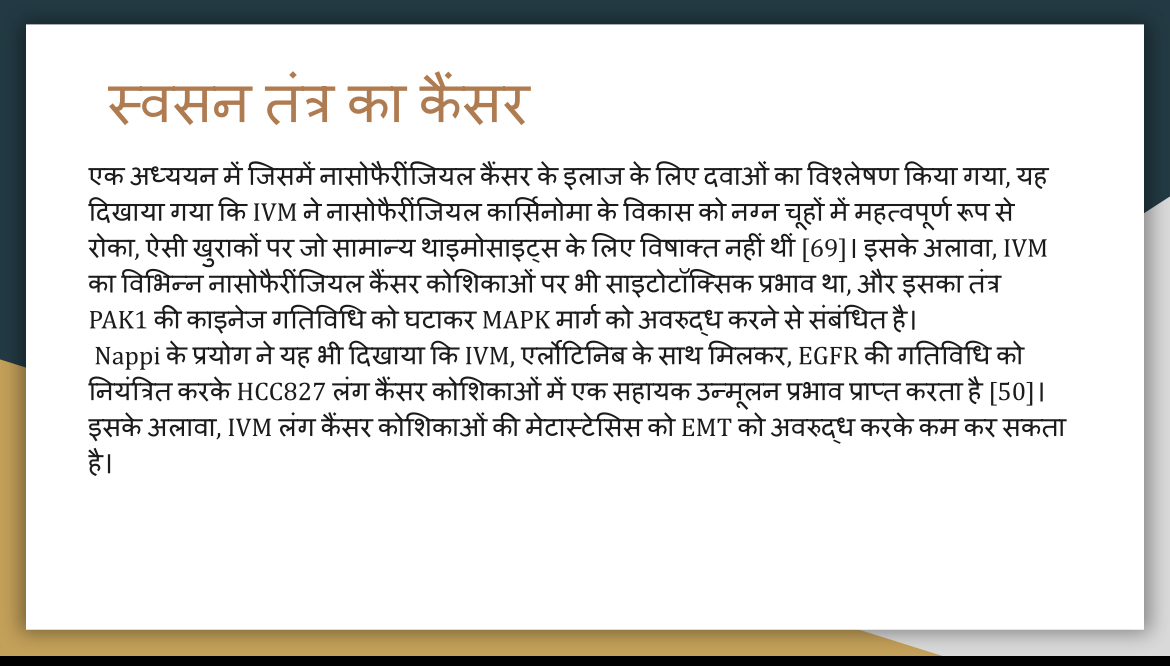 स्वसन तंत्र का कैंसर
एक अध्ययन में जिसमें नासोफैरींजियल कैंसर के इलाज के लिए दवाओं का विश्लेषण किया गया, यह
दिखाया गया कि IVM ने नासोफैरींजियल कार्सिनोमा के विकास को नग्न चूहों में महत्वपूर्ण रूप से
रोका, ऐसी खुराकों पर जो सामान्य थाइमोसाइट्स के लिए विषाक्त नहीं थीं [69]। इसके अलावा, IVM
का विभिन्न नासोफैरींजियल कैंसर कोशिकाओं पर भी साइटोटॉक्सिक प्रभाव था, और इसका तंत्र
PAK1 की काइनेज गतिविधि को घटाकर MAPK मार्ग को अवरुद्ध करने से संबंधित है।
Nappi के प्रयोग ने यह भी दिखाया कि IVM, एर्लोटिनिब के साथ मिलकर, EGFR की गतिविधि को
नियंत्रित करके HCC827 लंग कैंसर कोशिकाओं में एक सहायक उन्मूलन प्रभाव प्राप्त करता है [50]।
इसके अलावा, IVM लंग कैंसर कोशिकाओं की मेटास्टेसिस को EMT को अवरुद्ध करके कम कर सकता
है।